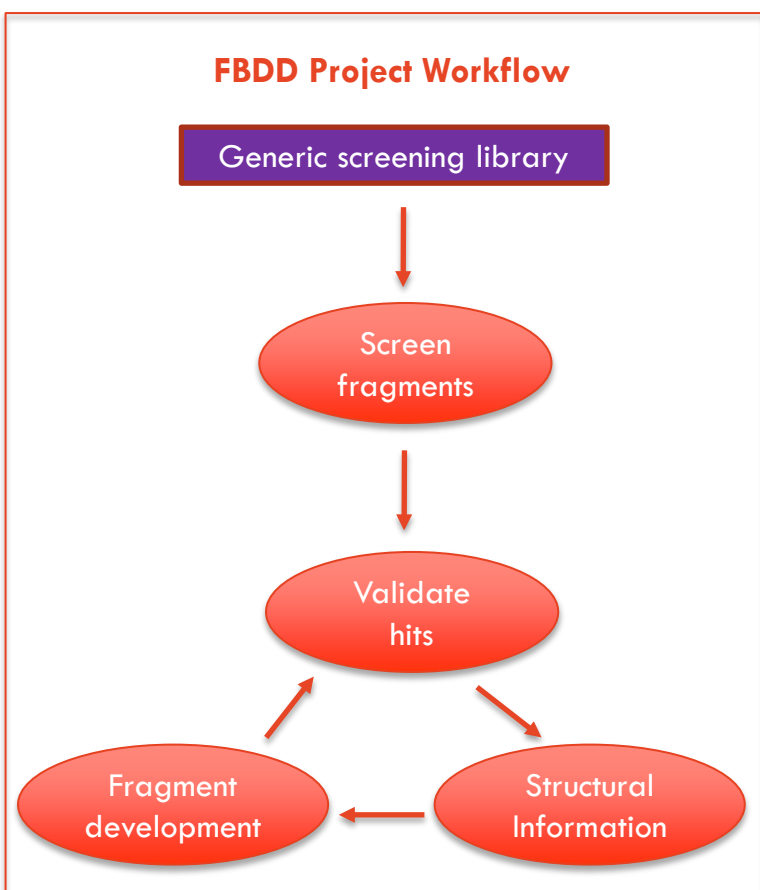 FBDD Project Workflow
Generic screening library
Screen
fragments
Validate
hits
Fragment
development
Structural
Information